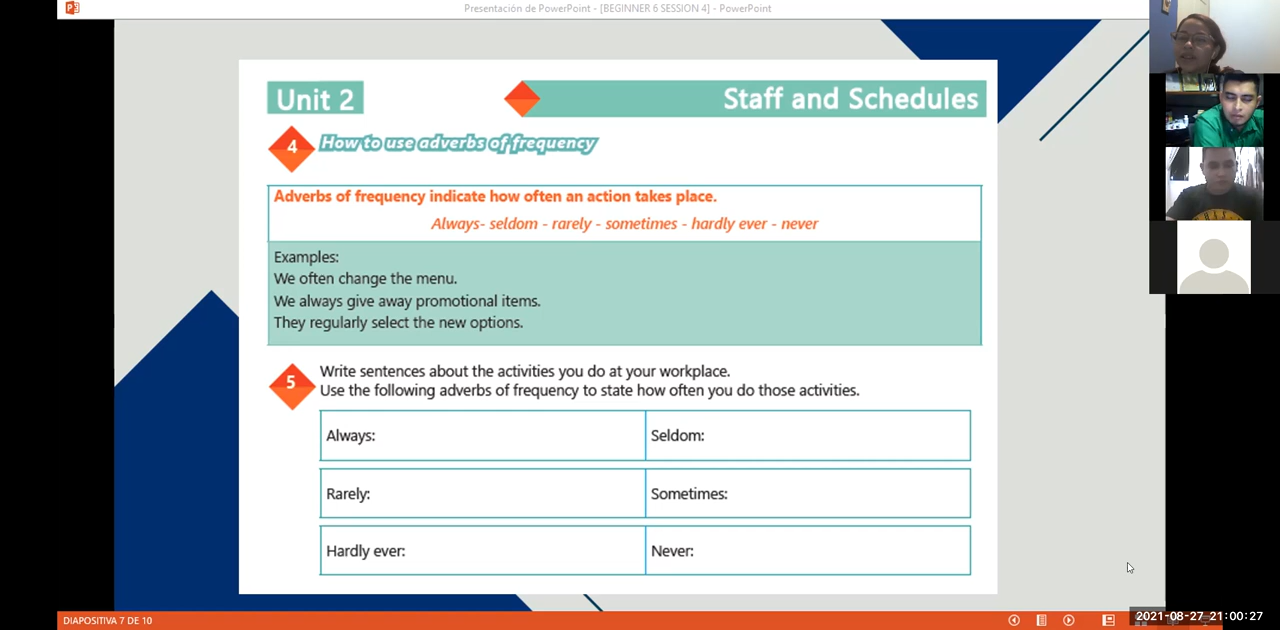 Presentación de PowerPoint - [BEGINNER 6 SESSION 4] - PowerPoint
Unit 2
Staff and Schedules
4
How to use adverbs of frequency
Adverbs of frequency indicate how often an action takes place.
Always- seldom - rarely - sometimes - hardly ever - never
Examples:
We often change the menu.
We always give away promotional items.
They regularly select the new options.
5
Write sentences about the activities you do at your workplace.
Use the following adverbs of frequency to state how often you do those activities.
Always:
Seldom:
Rarely:
Sometimes:
Hardly ever:
Never:
DIAPOSITIVA 7 DE 10
2021-08-27 21:00:27